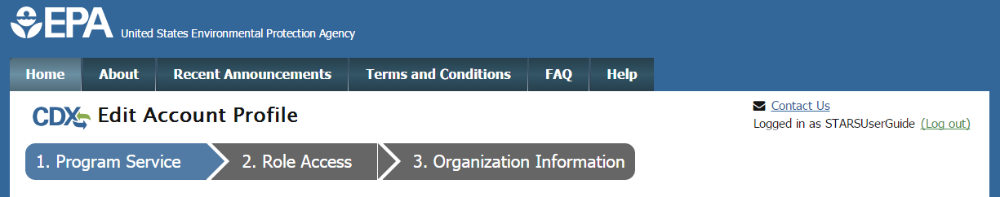 EPA United States Environmental Protection Agency
Home About Recent Announcements Terms and Conditions FAQ Help
CDX Edit Account Profile
Contact Us
Logged in as STARSUserGuide (Log out)
1. Program Service 2. Role Access 3. Organization Information